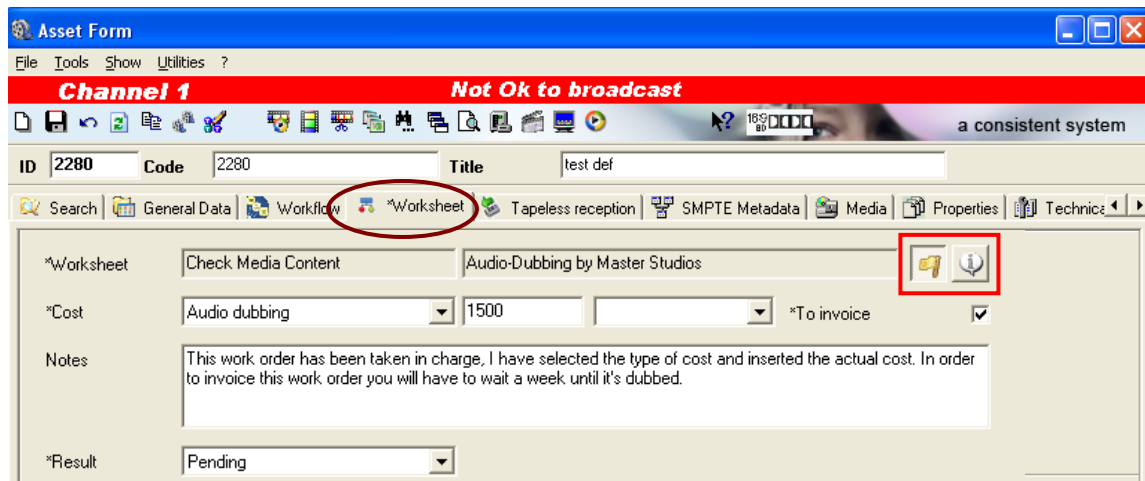 Asset Form
File Tools Show Utilities ?
Channel 1 Not Ok to broadcast
a consistent system
ID 2280 Code 2280 Title test def
Search General Data Workflow *Worksheet Tapeless reception SMPTE Metadata Media Properties Technica
*Worksheet Check Media Content Audio-Dubbing by Master Studios
*Cost Audio dubbing 1500 *To invoice
Notes This work order has been taken in charge, I have selected the type of cost and inserted the actual cost. In order
to invoice this work order you will have to wait a week until it's dubbed.
*Result Pending